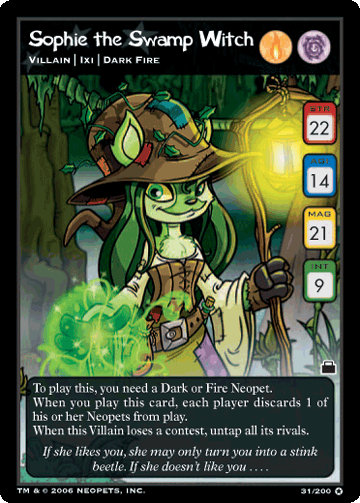 Sophie the Swamp Witch
Villain | Ixi | Dark Fire
STR
22
AGI
14
MAG
21
INT
9
To play this, you need a Dark or Fire Neopet.
When you play this card, each player discards 1 of
his or her Neopets from play.
When this Villain loses a contest, untap all its rivals.
If she likes you, she may only turn you into a stink
beetle. If she doesn't like you . . . .
TM & © 2006 NEOPETS, INC.
31/200